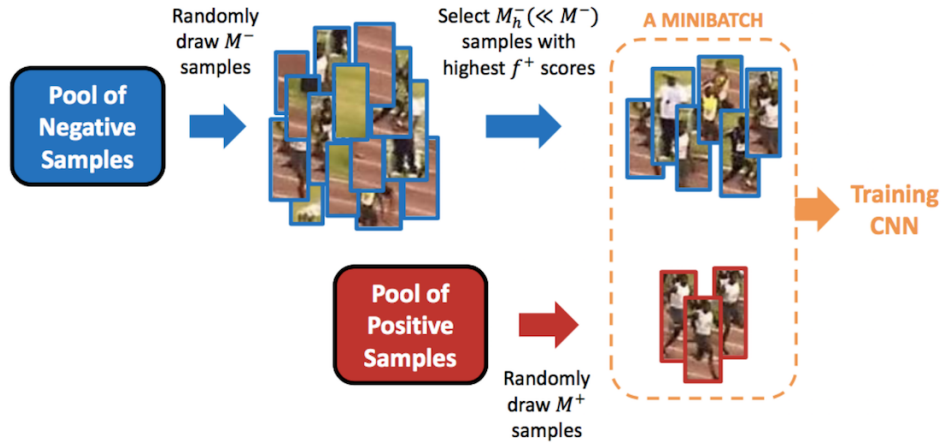 Randomly
draw M⁻
samples
Select M_h⁻(≪ M⁻)
samples with
highest f⁺ scores
A MINIBATCH
Pool of
Negative
Samples
Training
CNN
Pool of
Positive
Samples
Randomly
draw M⁺
samples